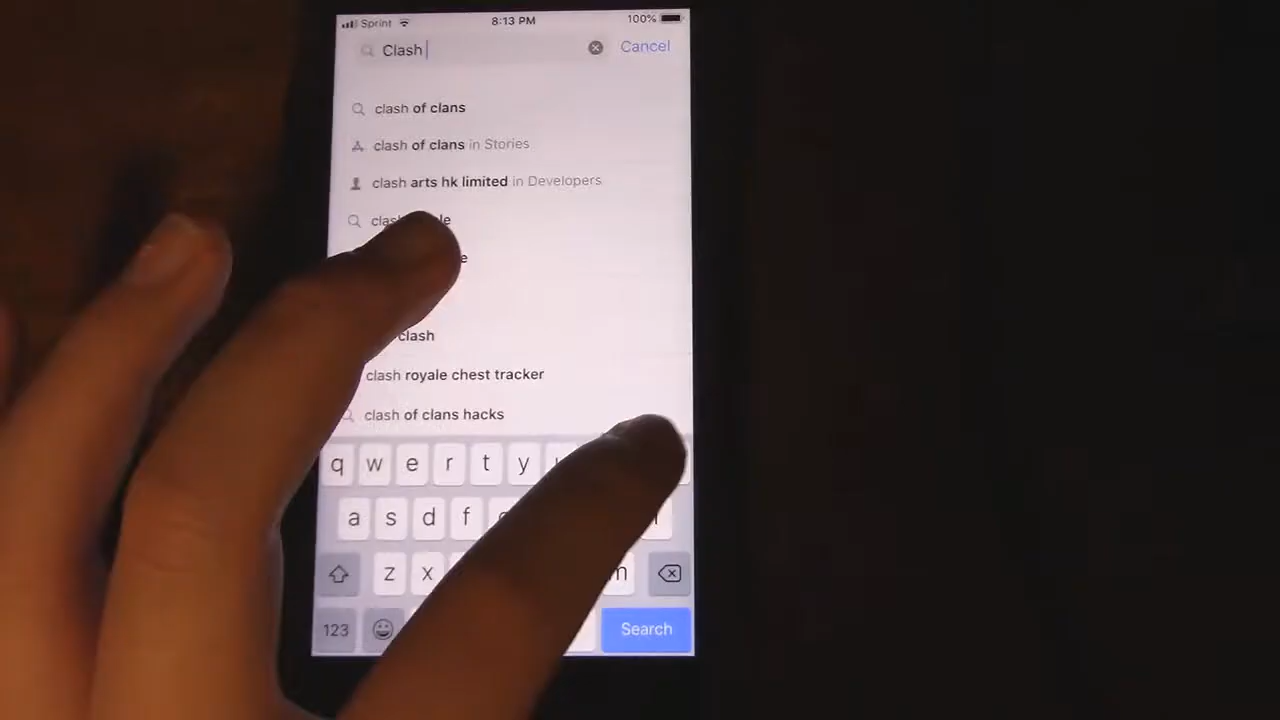 Sprint 8:13 PM 100%
Clash Cancel
clash of clans
clash of clans in Stories
clash arts hk limited in Developers
clash
clash
clash royale chest tracker
clash of clans hacks
q w e r t y
a s d f
z x m
123 Search